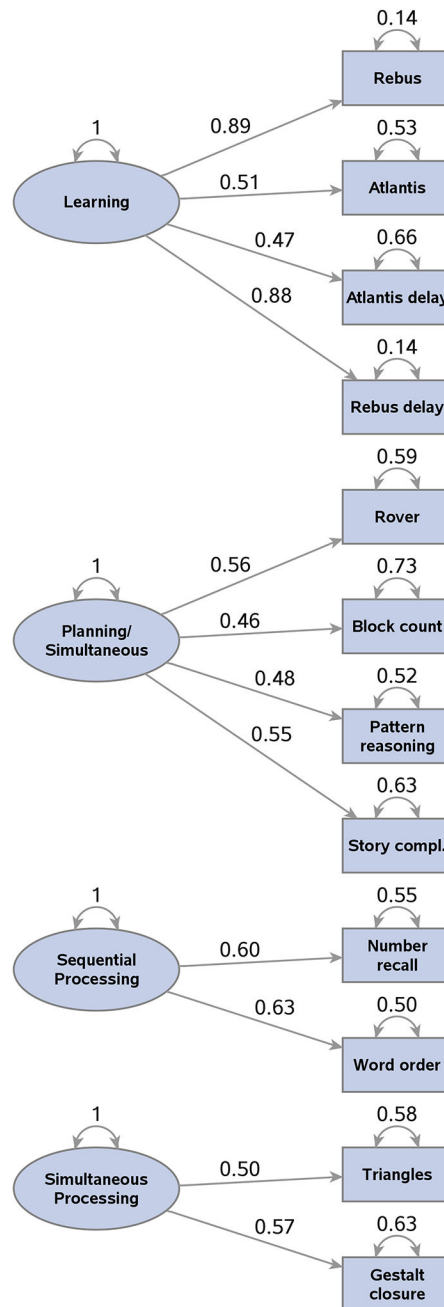 0.14
Rebus
1
0.89
0.53
Learning
0.51
Atlantis
0.47
0.66
Atlantis delay
0.88
0.14
Rebus delay
0.59
Rover
1
0.56
0.73
Planning/
Simultaneous
0.46
Block count
0.48
0.52
Pattern
reasoning
0.55
0.63
Story compl.
1
0.55
Sequential
Processing
0.60
Number
recall
0.63
0.50
Word order
1
0.58
Simultaneous
Processing
0.50
Triangles
0.57
0.63
Gestalt
closure